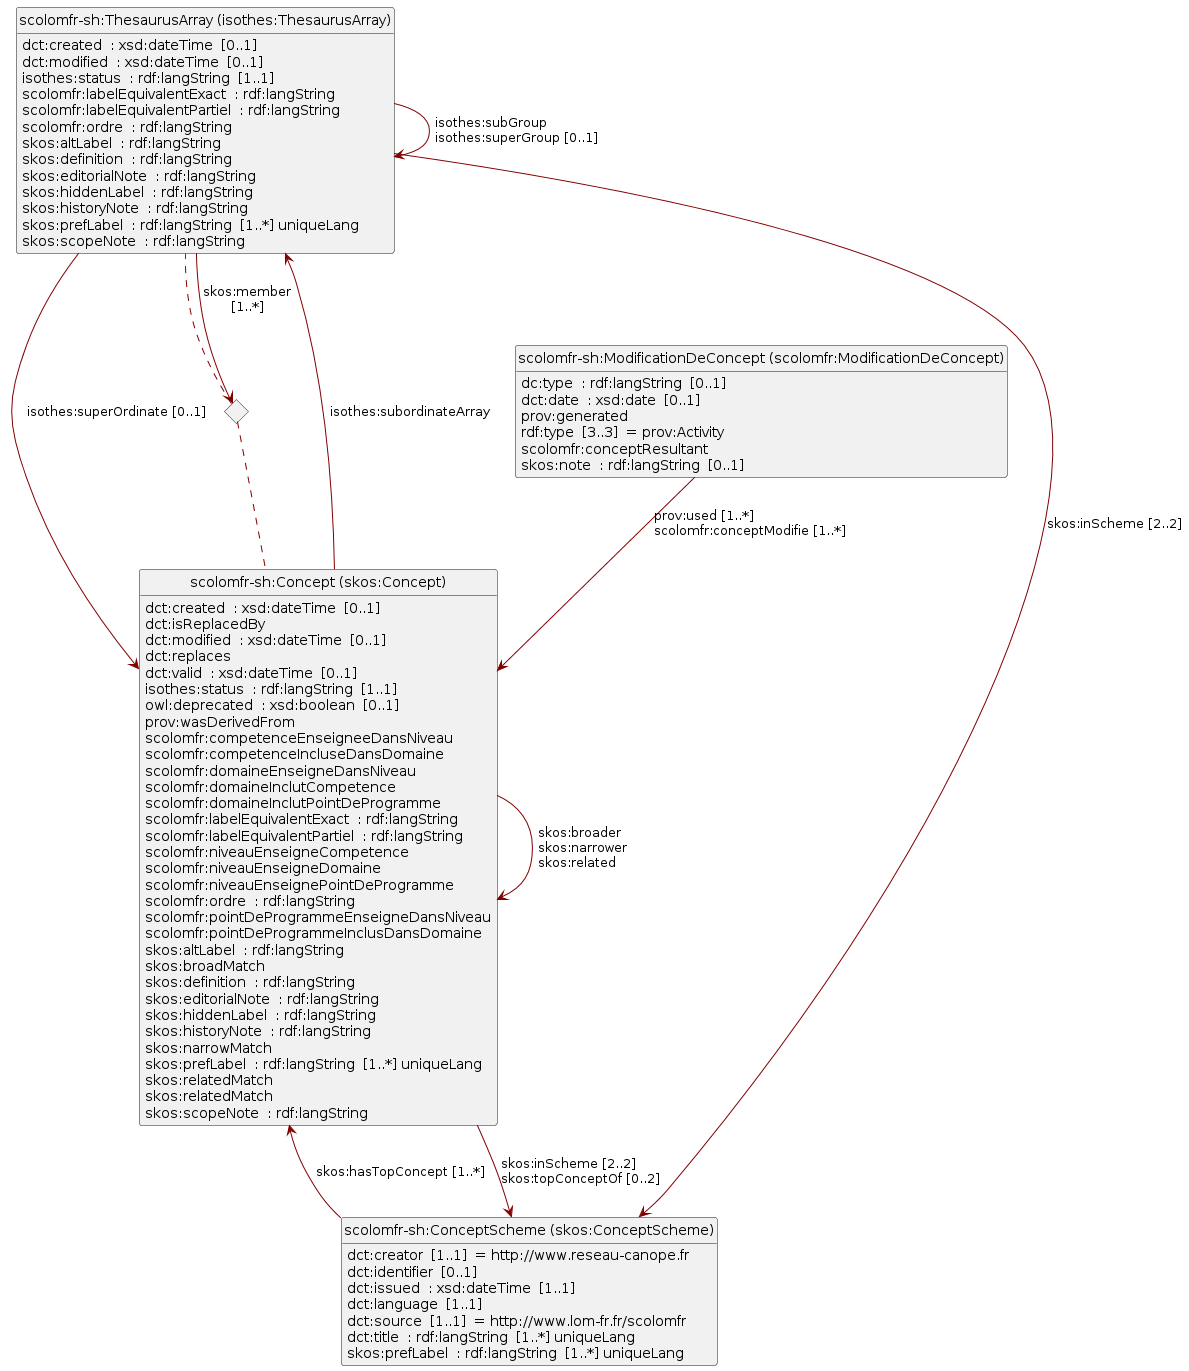 scolomfr-sh:ThesaurusArray (isothes:ThesaurusArray)
dct:created : xsd:dateTime [0..1]
dct:modified : xsd:dateTime [0..1]
isothes:status : rdf:langString [1..1]
scolomfr:labelEquivalentExact : rdf:langString
scolomfr:labelEquivalentPartiel : rdf:langString
scolomfr:ordre : rdf:langString
skos:altLabel : rdf:langString
skos:definition : rdf:langString
skos:editorialNote : rdf:langString
skos:hiddenLabel : rdf:langString
skos:historyNote : rdf:langString
skos:prefLabel : rdf:langString [1..*] uniqueLang
skos:scopeNote : rdf:langString
isothes:subGroup
isothes:superGroup [0..1]
skos:member
[1..*]
isothes:superOrdinate [0..1]
isothes:subordinateArray
scolomfr-sh:ModificationDeConcept (scolomfr:ModificationDeConcept)
dc:type : rdf:langString [0..1]
dct:date : xsd:date [0..1]
prov:generated
rdf:type [3..3] = prov:Activity
scolomfr:conceptResultant
skos:note : rdf:langString [0..1]
prov:used [1..*]
scolomfr:conceptModifie [1..*]
skos:inScheme [2..2]
scolomfr-sh:Concept (skos:Concept)
dct:created : xsd:dateTime [0..1]
dct:isReplacedBy
dct:modified : xsd:dateTime [0..1]
dct:replaces
dct:valid : xsd:dateTime [0..1]
isothes:status : rdf:langString [1..1]
owl:deprecated : xsd:boolean [0..1]
prov:wasDerivedFrom
scolomfr:competenceEnseigneeDansNiveau
scolomfr:competenceIncluseDansDomaine
scolomfr:domaineEnseigneDansNiveau
scolomfr:domaineInclutCompetence
scolomfr:domaineInclutPointDeProgramme
scolomfr:labelEquivalentExact : rdf:langString
scolomfr:labelEquivalentPartiel : rdf:langString
scolomfr:niveauEnseigneCompetence
scolomfr:niveauEnseigneDomaine
scolomfr:niveauEnseignePointDeProgramme
scolomfr:ordre : rdf:langString
scolomfr:pointDeProgrammeEnseigneDansNiveau
scolomfr:pointDeProgrammeInclusDansDomaine
skos:altLabel : rdf:langString
skos:broadMatch
skos:definition : rdf:langString
skos:editorialNote : rdf:langString
skos:hiddenLabel : rdf:langString
skos:historyNote : rdf:langString
skos:narrowMatch
skos:prefLabel : rdf:langString [1..*] uniqueLang
skos:relatedMatch
skos:relatedMatch
skos:scopeNote : rdf:langString
skos:broader
skos:narrower
skos:related
skos:hasTopConcept [1..*]
skos:inScheme [2..2]
skos:topConceptOf [0..2]
scolomfr-sh:ConceptScheme (skos:ConceptScheme)
dct:creator [1..1] = http://www.reseau-canope.fr
dct:identifier [0..1]
dct:issued : xsd:dateTime [1..1]
dct:language [1..1]
dct:source [1..1] = http://www.lom-fr.fr/scolomfr
dct:title : rdf:langString [1..*] uniqueLang
skos:prefLabel : rdf:langString [1..*] uniqueLang